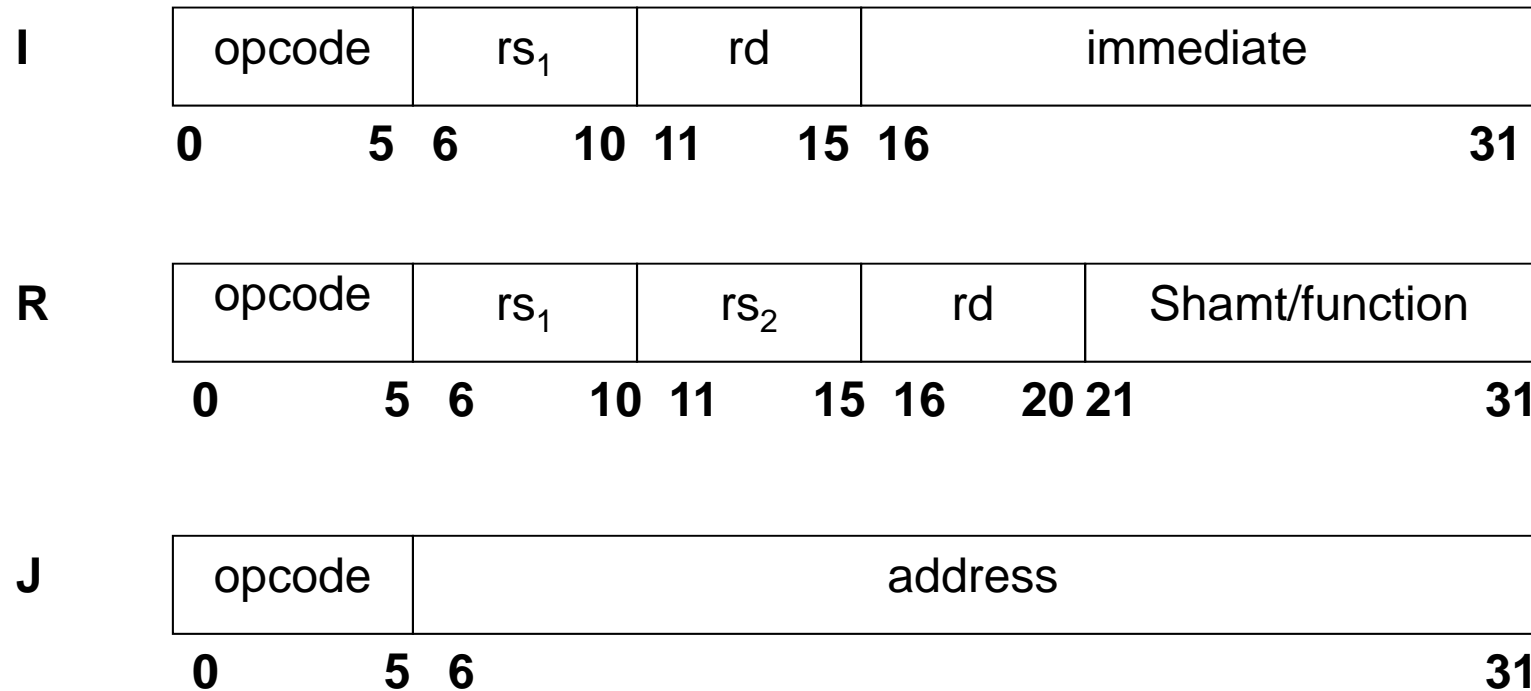 I opcode rs₁ rd immediate
0 5 6 10 11 15 16 31
R opcode rs₁ rs₂ rd Shamt/function
0 5 6 10 11 15 16 20 21 31
J opcode address
0 5 6 31